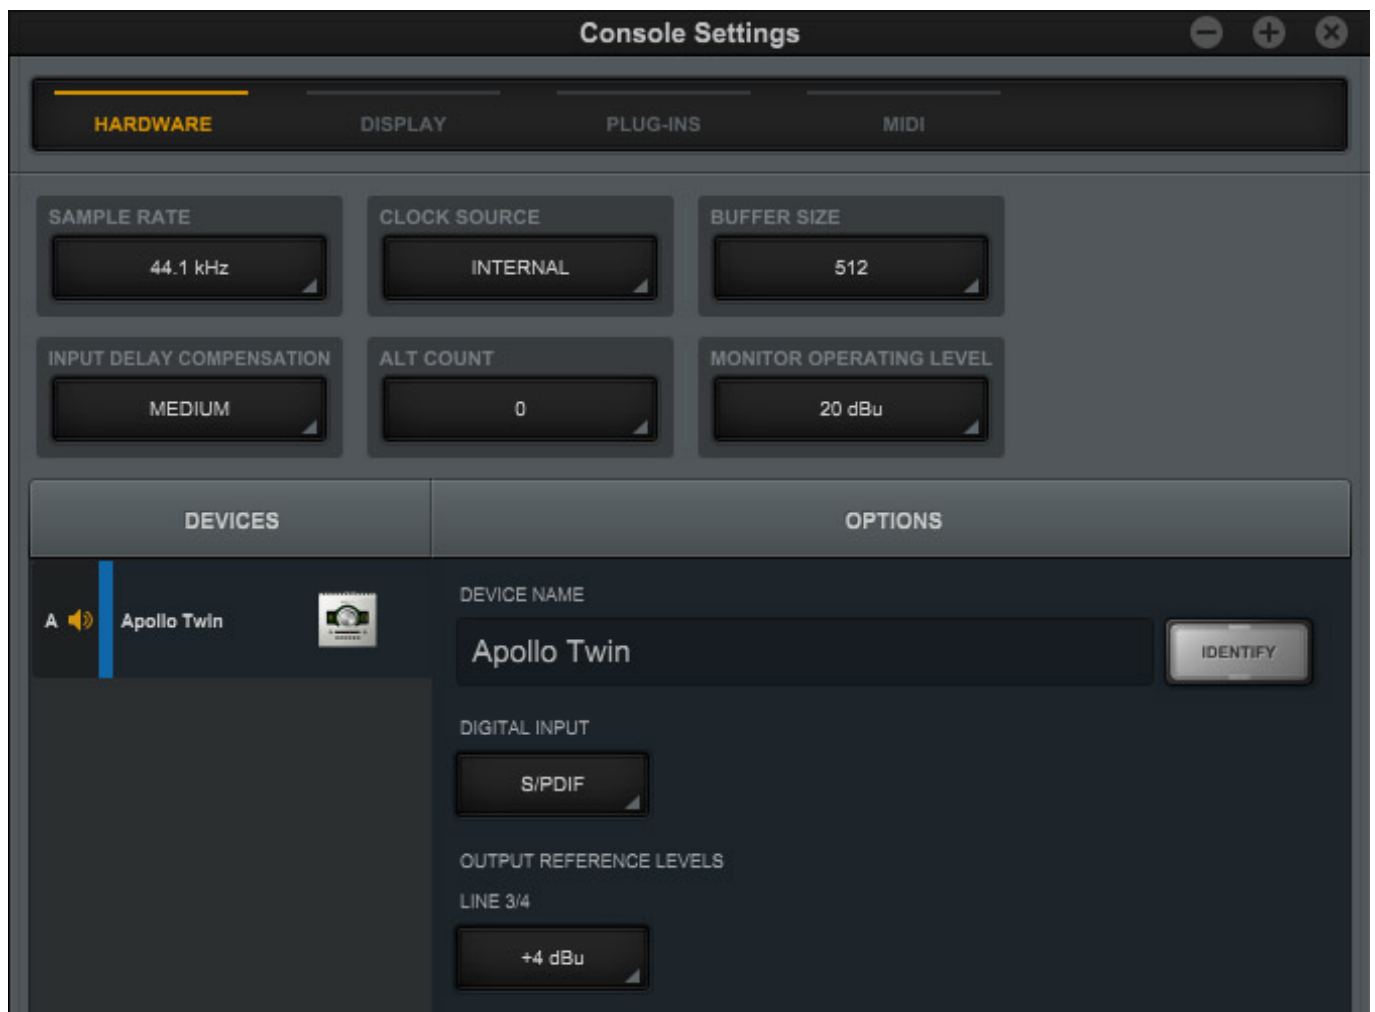 Console Settings
HARDWARE DISPLAY PLUG-INS MIDI
SAMPLE RATE CLOCK SOURCE BUFFER SIZE
44.1 kHz INTERNAL 512
INPUT DELAY COMPENSATION ALT COUNT MONITOR OPERATING LEVEL
MEDIUM 0 20 dBu
DEVICES OPTIONS
A Apollo Twin
DEVICE NAME
Apollo Twin IDENTIFY
DIGITAL INPUT
S/PDIF
OUTPUT REFERENCE LEVELS
LINE 3/4
+4 dBu